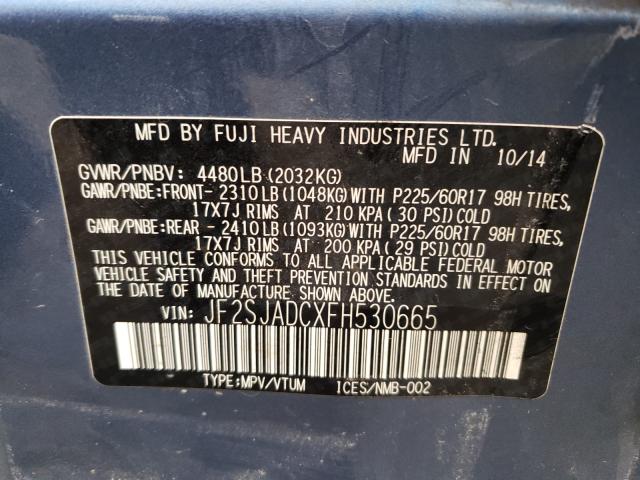 MFD BY FUJI HEAVY INDUSTRIES LTD.
MFD IN 10/14
GVWR/PNBV: 4480LB(2032KG)
GAWR/PNBE:FRONT- 2310LB(1048KG)WITH P225/60R17 98H TIRES,
17X7J RIMS AT 210 KPA(30 PSI)COLD
GAWR/PNBE:REAR - 2410LB(1093KG)WITH P225/60R17 98H TIRES,
17X7J RIMS AT 200 KPA(29 PSI)COLD
THIS VEHICLE CONFORMS TO ALL APPLICABLE FEDERAL MOTOR
VEHICLE SAFETY AND THEFT PREVENTION STANDARDS IN EFFECT ON
THE DATE OF MANUFACTURE SHOWN ABOVE.
VIN: JF2SJADCXFH530665
TYPE:MPV/VTUM ICES/NMB-002